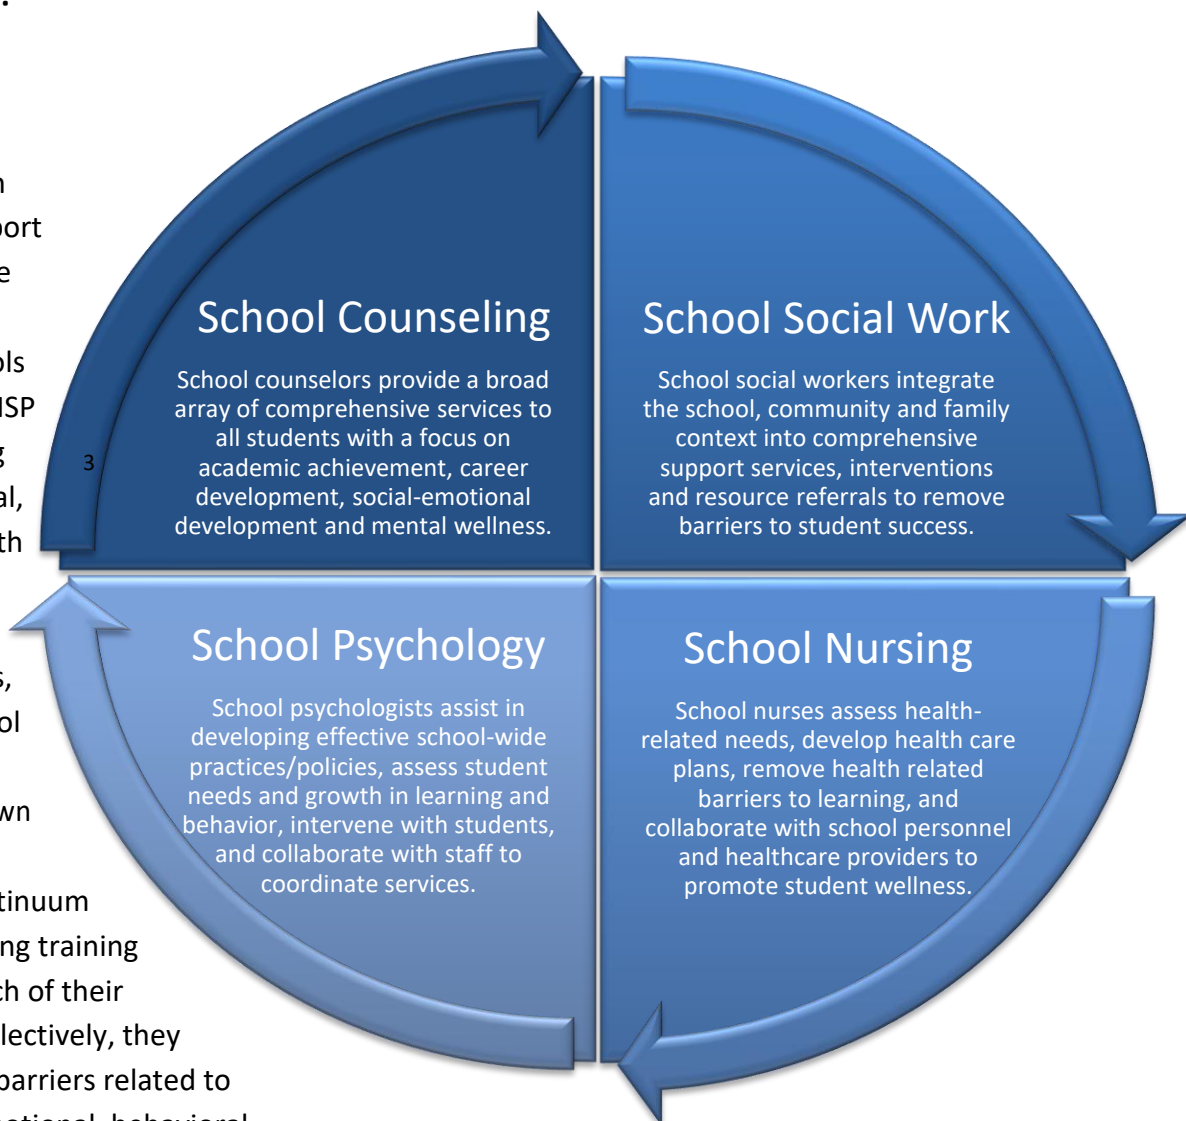 School Counseling
School counselors provide a broad
array of comprehensive services to
all students with a focus on
academic achievement, career
development, social-emotional
development and mental wellness.
School Social Work
School social workers integrate
the school, community and family
context into comprehensive
support services, interventions
and resource referrals to remove
barriers to student success.
School Psychology
School psychologists assist in
developing effective school-wide
practices/policies, assess student
needs and growth in learning and
behavior, intervene with students,
and collaborate with staff to
coordinate services.
School Nursing
School nurses assess health-
related needs, develop health care
plans, remove health related
barriers to learning, and
collaborate with school personnel
and healthcare providers to
promote student wellness.
3
ISP
ch of their
they
barriers related to
behavioral
training